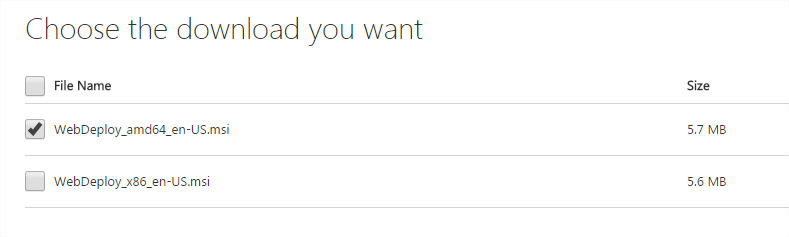 Choose the download you want
File Name Size
WebDeploy_amd64_en-US.msi 5.7 MB
WebDeploy_x86_en-US.msi 5.6 MB